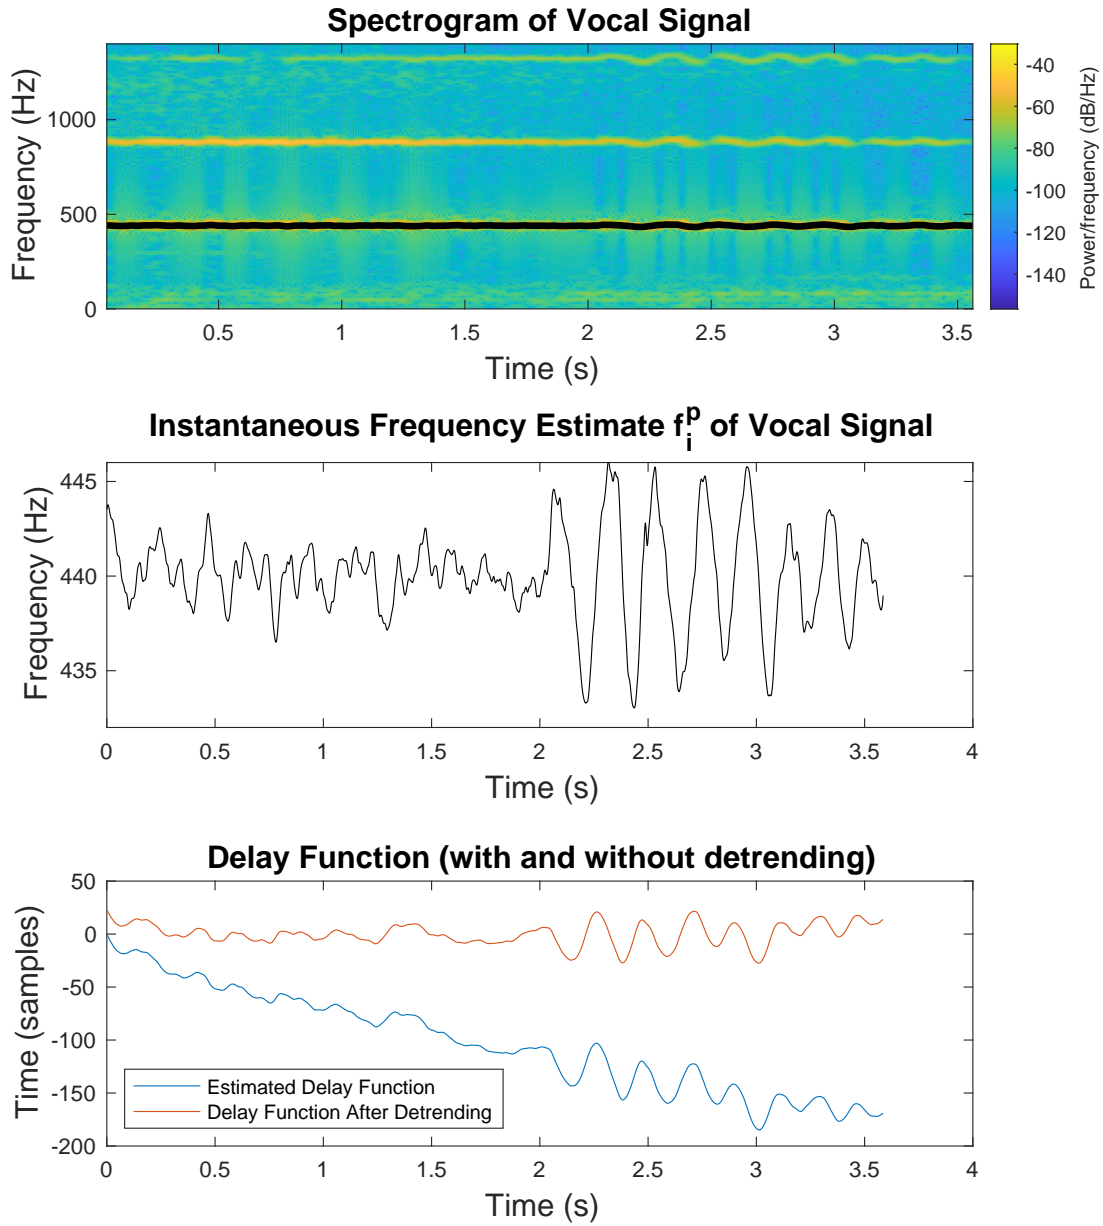 Spectrogram of Vocal Signal
Frequency (Hz)
1000
500
0
0.5 1 1.5 2 2.5 3 3.5
Time (s)
-40
-60
-80
-100
-120
-140
Power/frequency (dB/Hz)
Instantaneous Frequency Estimate f_i^p of Vocal Signal
Frequency (Hz)
445
440
435
0 0.5 1 1.5 2 2.5 3 3.5 4
Time (s)
Delay Function (with and without detrending)
Time (samples)
50
0
-50
-100
-150
-200
Estimated Delay Function
Delay Function After Detrending
0 0.5 1 1.5 2 2.5 3 3.5 4
Time (s)